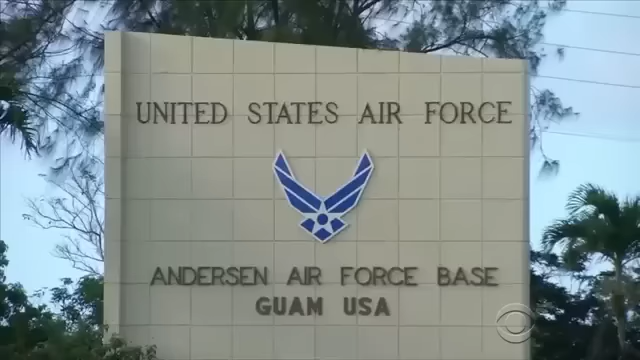 UNITED STATES AIR FORCE
ANDERSEN AIR FORCE BASE
GUAM USA